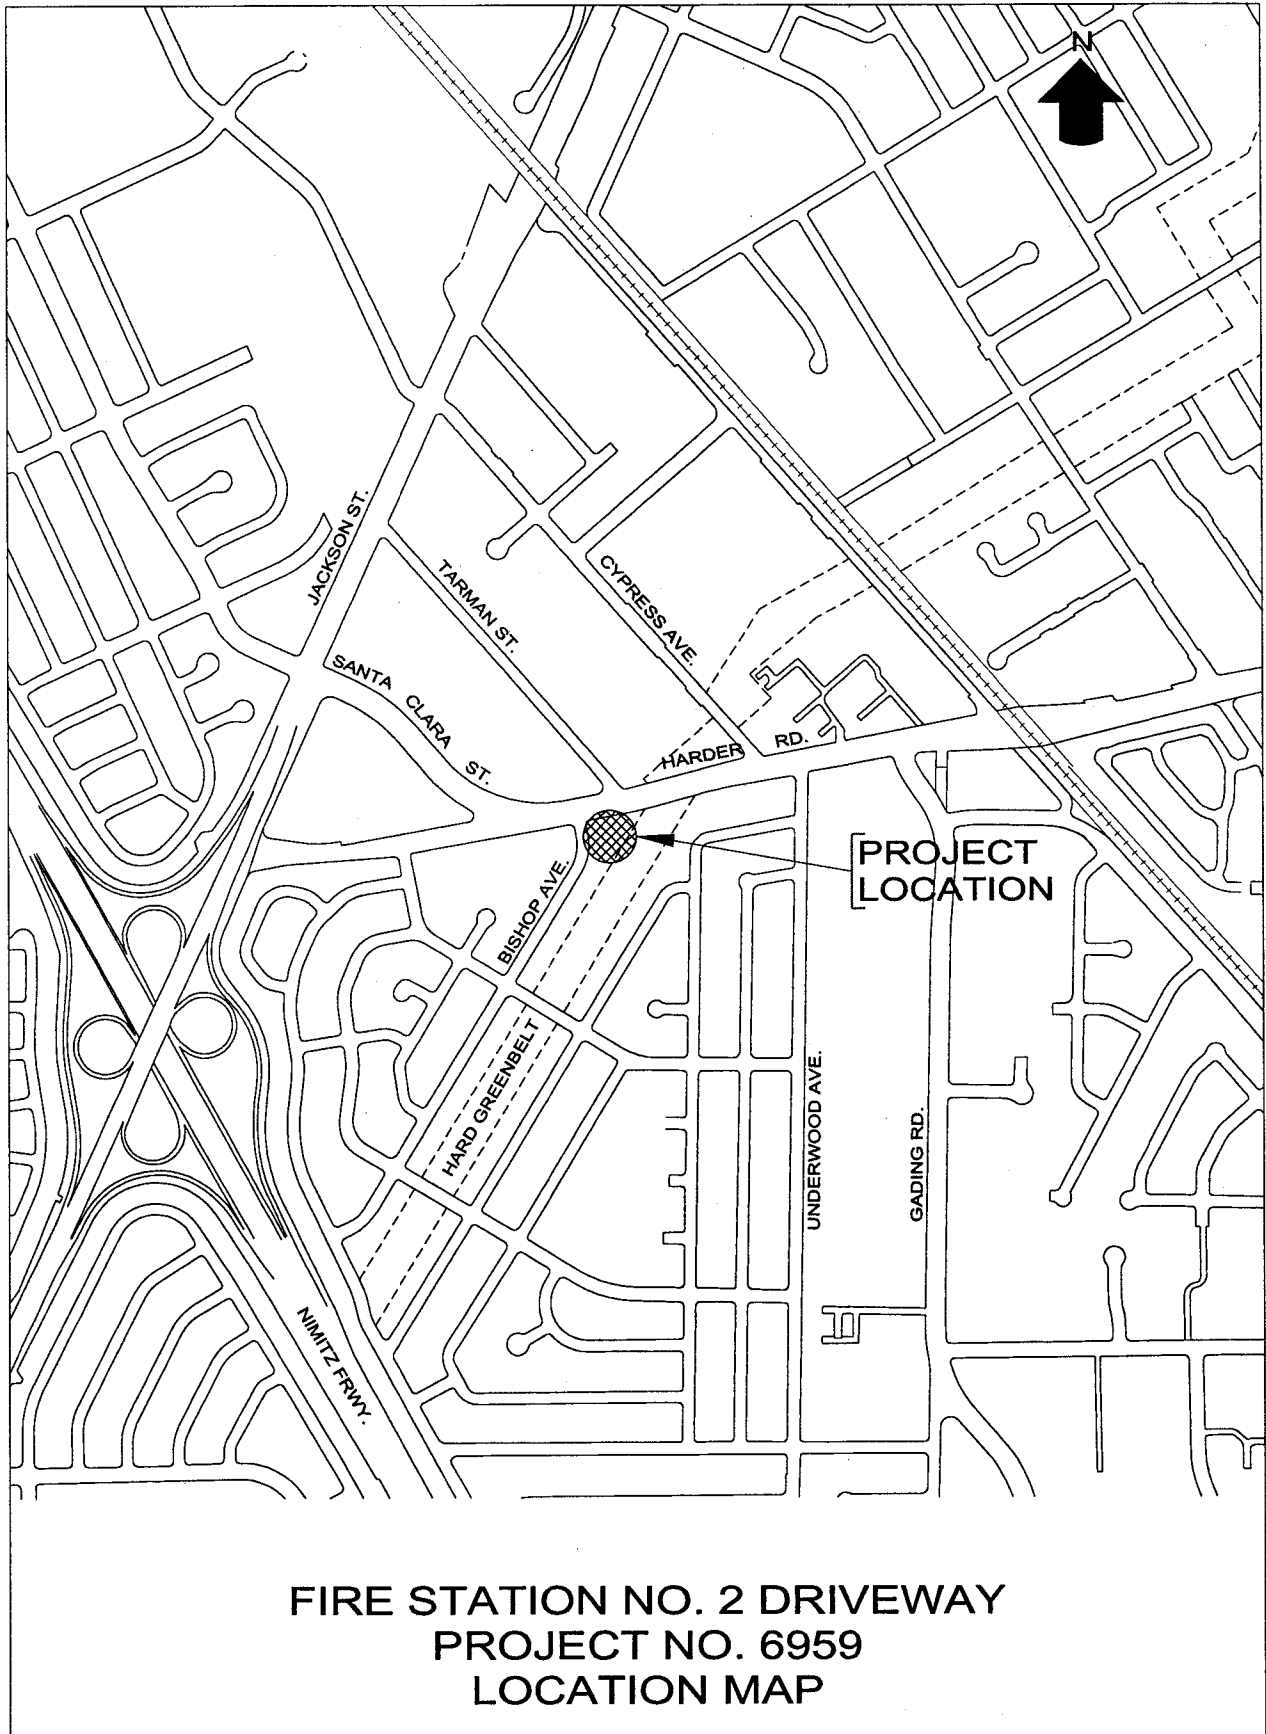 N
JACKSON ST.
TARMAN ST.
CYPRESS AVE.
SANTA CLARA ST.
HARDER RD.
PROJECT
LOCATION
BISHOP AVE.
HARD GREENBELT
UNDERWOOD AVE.
GADING RD.
NIMITZ FRWY.
FIRE STATION NO. 2 DRIVEWAY
PROJECT NO. 6959
LOCATION MAP